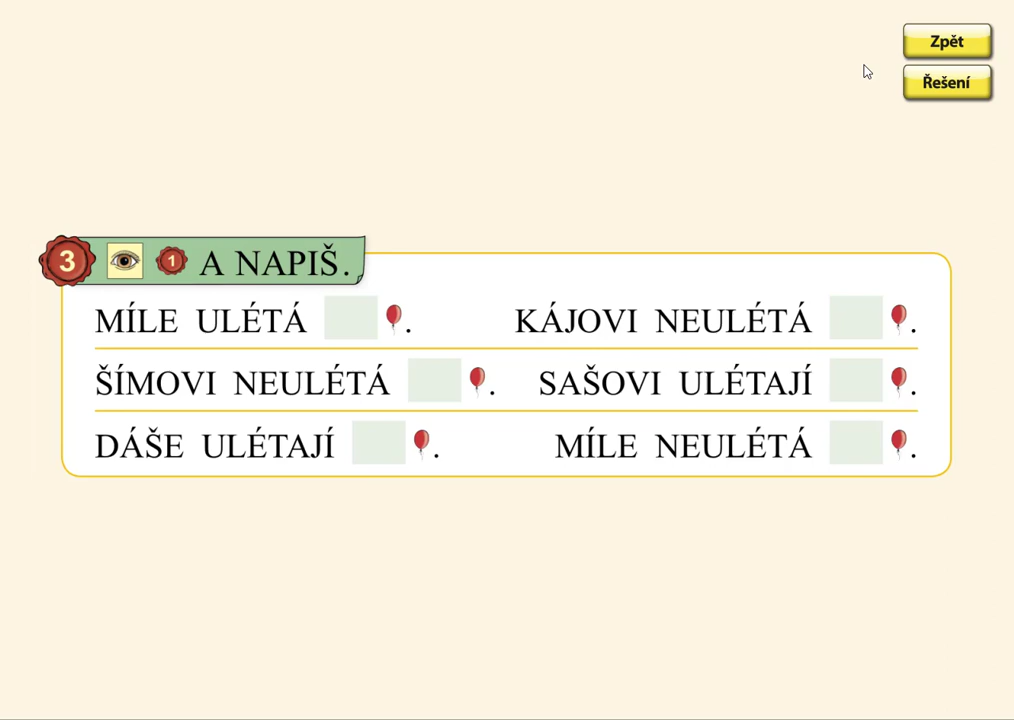 Zpět
Řešení
3 1 A NAPIŠ.
MÍLE ULÉTÁ . KÁJOVI NEULÉTÁ .
ŠÍMOVI NEULÉTÁ . SAŠOVI ULÉTAJÍ .
DÁŠE ULÉTAJÍ . MÍLE NEULÉTÁ .